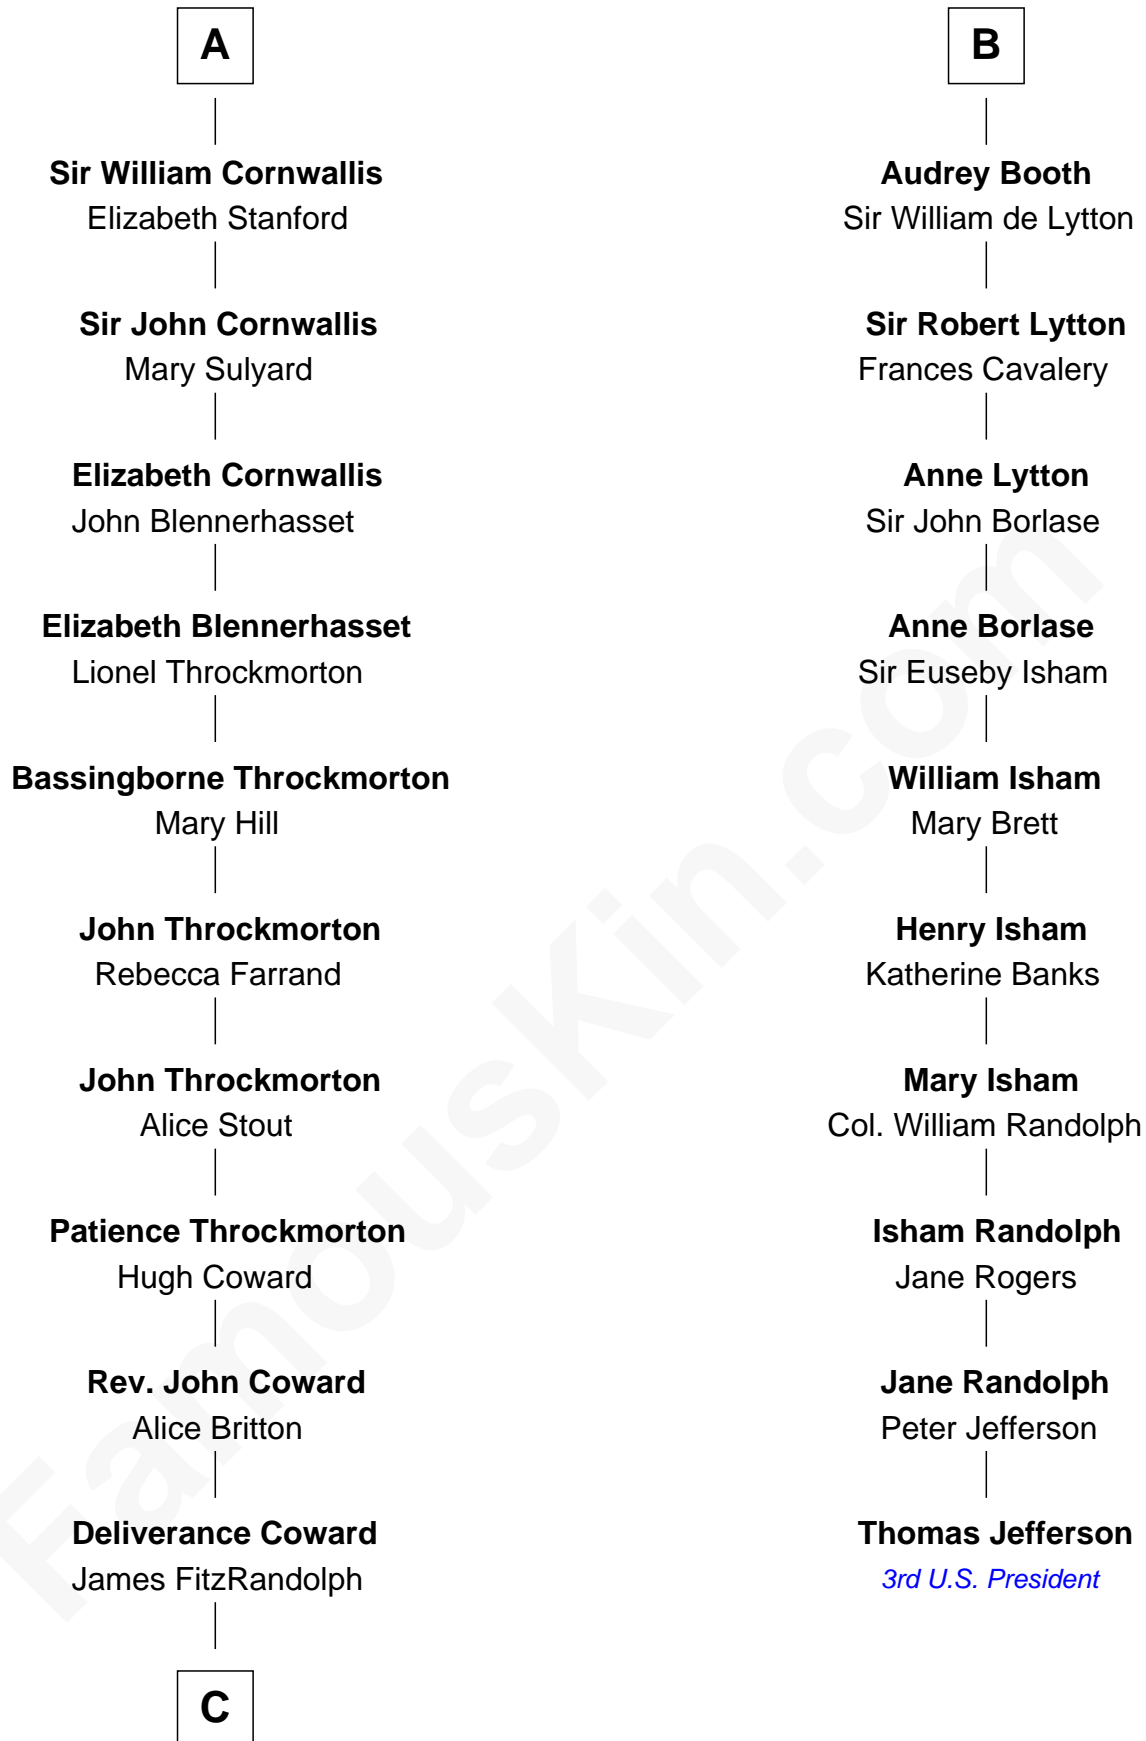 A
Sir William Cornwallis
Elizabeth Stanford
Sir John Cornwallis
Mary Sulyard
Elizabeth Cornwallis
John Blennerhasset
Elizabeth Blennerhasset
Lionel Throckmorton
Bassingborne Throckmorton
Mary Hill
John Throckmorton
Rebecca Farrand
John Throckmorton
Alice Stout
Patience Throckmorton
Hugh Coward
Rev. John Coward
Alice Britton
Deliverance Coward
James FitzRandolph
C
B
Audrey Booth
Sir William de Lytton
Sir Robert Lytton
Frances Cavalery
Anne Lytton
Sir John Borlase
Anne Borlase
Sir Euseby Isham
William Isham
Mary Brett
Henry Isham
Katherine Banks
Mary Isham
Col. William Randolph
Isham Randolph
Jane Rogers
Jane Randolph
Peter Jefferson
Thomas Jefferson
3rd U.S. President
FamousKin.com